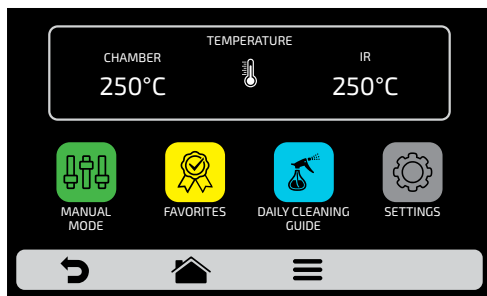 TEMPERATURE
CHAMBER
IR
250°C
250°C
MANUAL
MODE
FAVORITES
DAILY CLEANING
GUIDE
SETTINGS